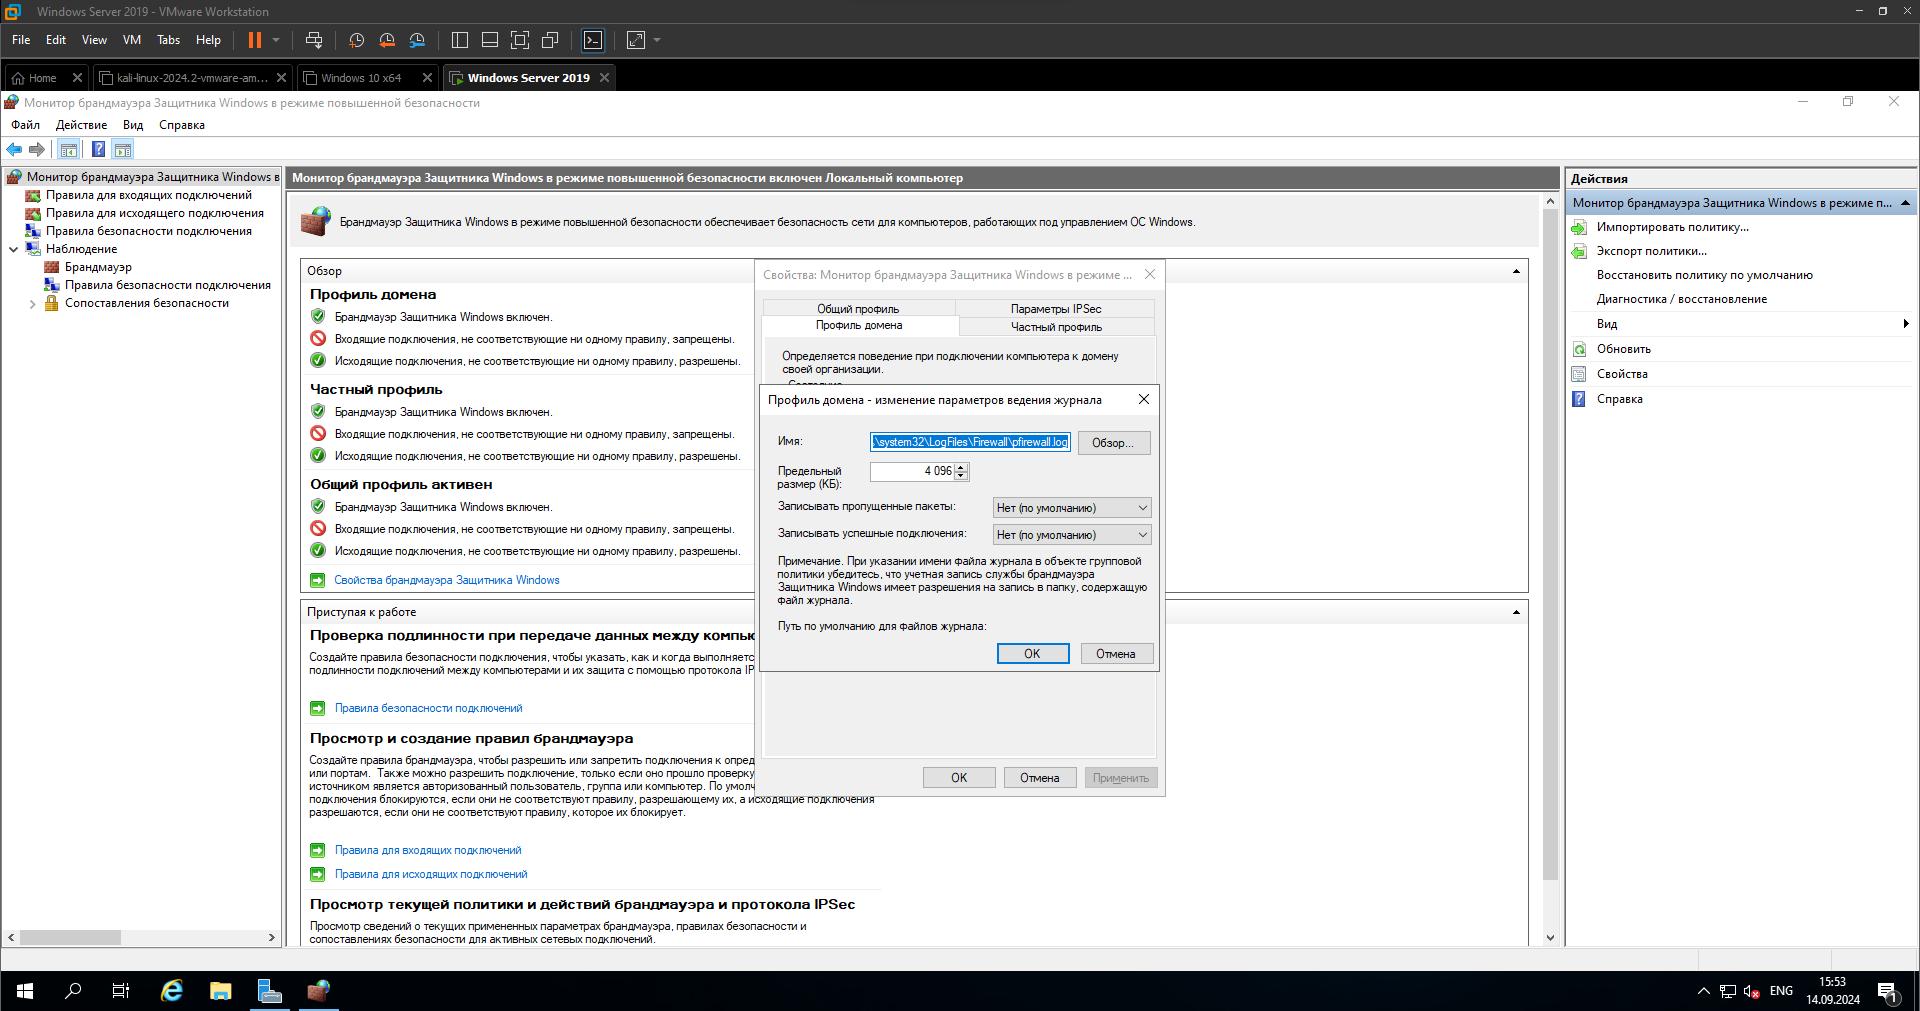 Windows Server 2019 - VMware Workstation
File Edit View VM Tabs Help
Home
kali-linux-2024.2-vmware-am...
Windows 10 x64
Windows Server 2019
Монитор брандмауэра Защитника Windows в режиме повышенной безопасности
Файл Действие Вид Справка
Монитор брандмауэра Защитника Windows в
Правила для входящих подключений
Правила для исходящего подключения
Правила безопасности подключения
Наблюдение
Брандмауэр
Правила безопасности подключения
Сопоставления безопасности
Монитор брандмауэра Защитника Windows в режиме повышенной безопасности включен Локальный компьютер
Брандмауэр Защитника Windows в режиме повышенной безопасности обеспечивает безопасность сети для компьютеров, работающих под управлением ОС Windows.
Обзор
Профиль домена
Брандмауэр Защитника Windows включен.
Входящие подключения, не соответствующие ни одному правилу, запрещены.
Исходящие подключения, не соответствующие ни одному правилу, разрешены.
Частный профиль
Брандмауэр Защитника Windows включен.
Входящие подключения, не соответствующие ни одному правилу, запрещены.
Исходящие подключения, не соответствующие ни одному правилу, разрешены.
Общий профиль активен
Брандмауэр Защитника Windows включен.
Входящие подключения, не соответствующие ни одному правилу, запрещены.
Исходящие подключения, не соответствующие ни одному правилу, разрешены.
Свойства брандмауэра Защитника Windows
Приступая к работе
Проверка подлинности при передаче данных между компь
Создайте правила безопасности подключения, чтобы указать, как и когда выполняетс
подлинности подключений между компьютерами и их защита с помощью протокола IP
Правила безопасности подключений
Просмотр и создание правил брандмауэра
Создайте правила брандмауэра, чтобы разрешить или запретить подключения к опред
или портам. Также можно разрешить подключение, только если оно прошло проверку
источником является авторизованный пользователь, группа или компьютер. По умолч
подключения блокируются, если они не соответствуют правилу, разрешающему их, а исходящие подключения
разрешаются, если они не соответствуют правилу, которое их блокирует.
Правила для входящих подключений
Правила для исходящих подключений
Просмотр текущей политики и действий брандмауэра и протокола IPSec
Просмотр сведений о текущих примененных параметрах брандмауэра, правилах безопасности и
сопоставлениях безопасности для активных сетевых подключений.
Свойства: Монитор брандмауэра Защитника Windows в режиме ...
Общий профиль
Параметры IPSec
Профиль домена
Частный профиль
Определяется поведение при подключении компьютера к домену
своей организации.
Состояние
Профиль домена - изменение параметров ведения журнала
Имя:
.\system32\LogFiles\Firewall\pfirewall.log
Обзор...
Предельный
размер (КБ):
4 096
Записывать пропущенные пакеты:
Нет (по умолчанию)
Записывать успешные подключения:
Нет (по умолчанию)
Примечание. При указании имени файла журнала в объекте групповой
политики убедитесь, что учетная запись службы брандмауэра
Защитника Windows имеет разрешения на запись в папку, содержащую
файл журнала.
Путь по умолчанию для файлов журнала:
OK
Отмена
OK
Отмена
Применить
Действия
Монитор брандмауэра Защитника Windows в режиме п...
Импортировать политику...
Экспорт политики...
Восстановить политику по умолчанию
Диагностика / восстановление
Вид
Обновить
Свойства
Справка
ENG
15:53
14.09.2024
1